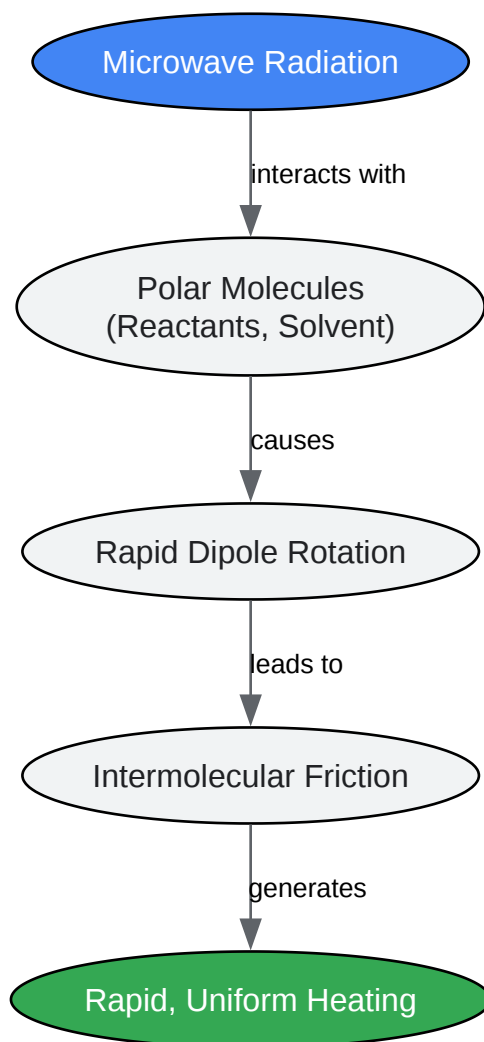 Microwave Radiation
interacts with
Polar Molecules
(Reactants, Solvent)
causes
Rapid Dipole Rotation
leads to
Intermolecular Friction
generates
Rapid, Uniform Heating